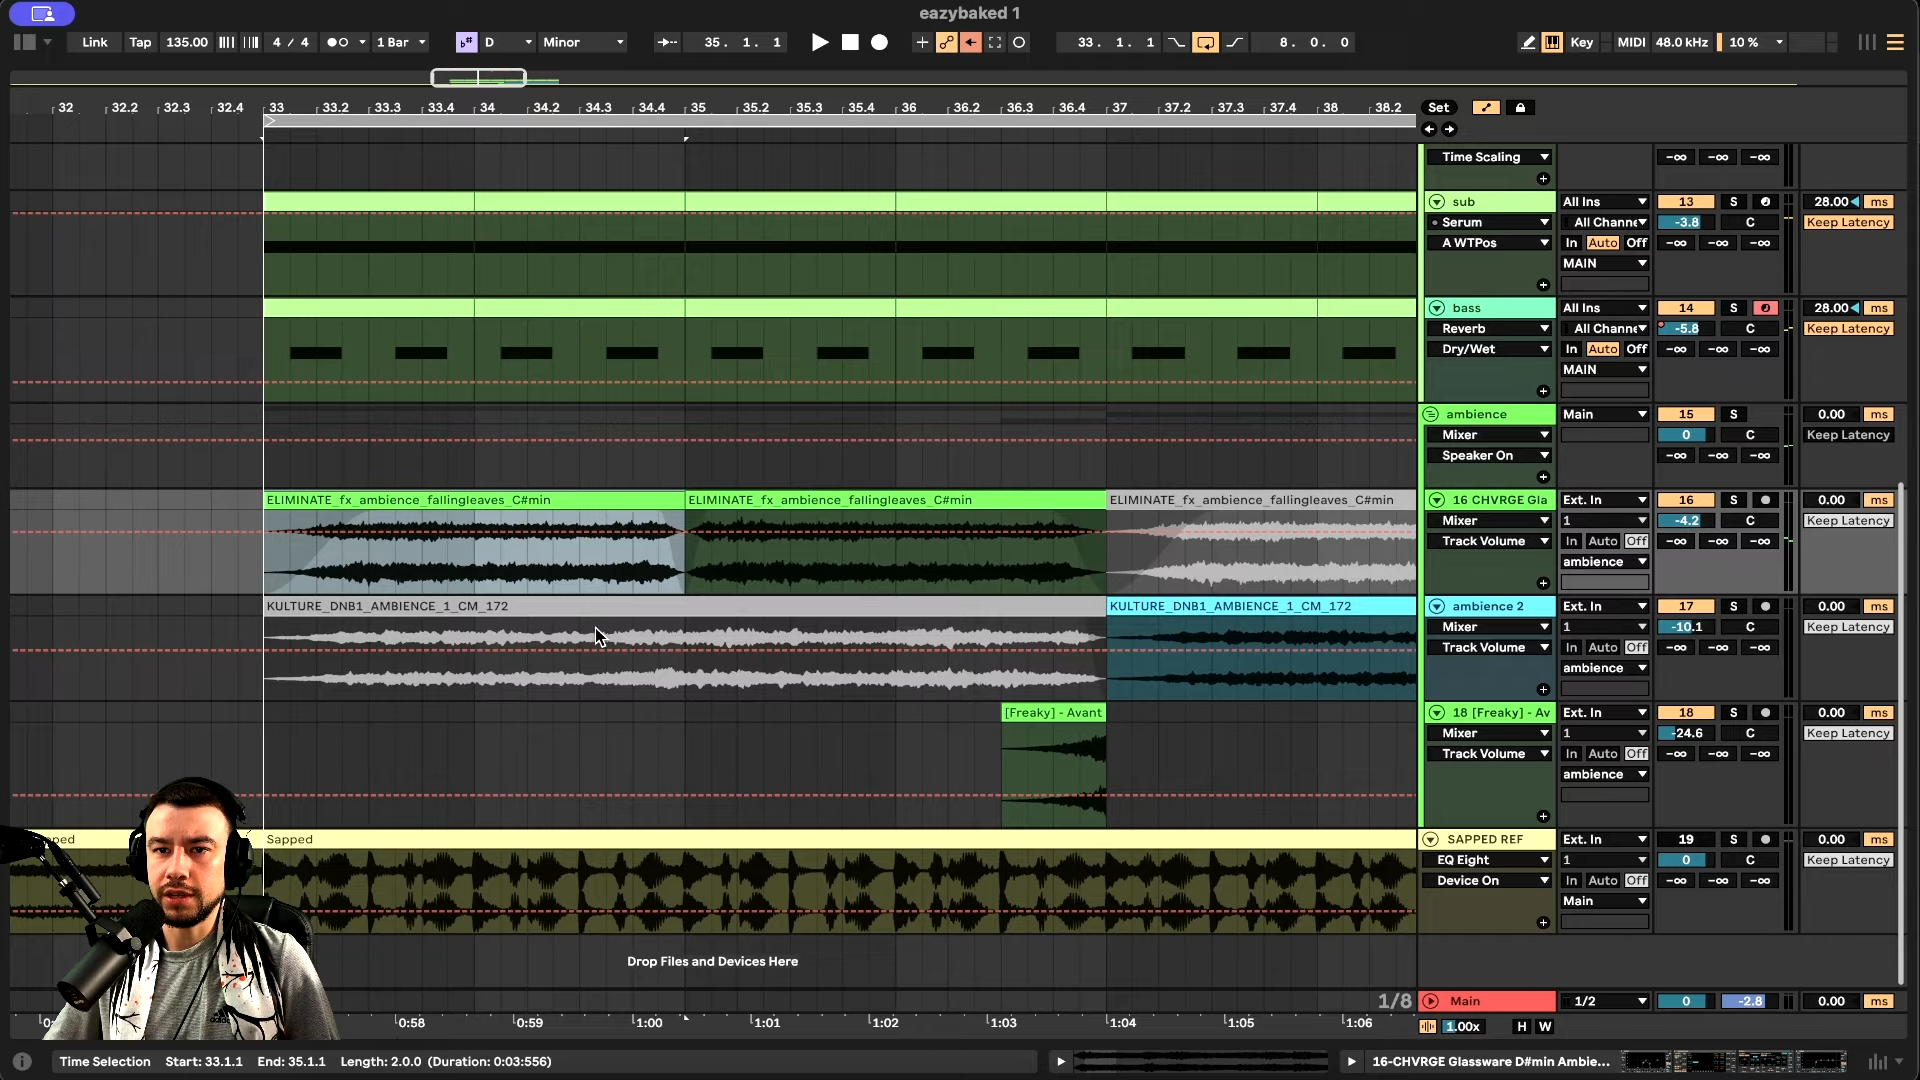 eazybaked 1
Link Tap 135.00 4 / 4 1 Bar D Minor 35. 1. 1 33. 1. 1 8. 0. 0 Key MIDI 48.0 kHz 10 %
32 32.2 32.3 32.4 33 33.2 33.3 33.4 34 34.2 34.3 34.4 35 35.2 35.3 35.4 36 36.2 36.3 36.4 37 37.2 37.3 37.4 38 38.2 Set
Time Scaling -∞ -∞ -∞
sub All Ins 13 S 28.00 ms
Serum All Channe -3.8 C Keep Latency
A WTPos In Auto Off -∞ -∞ -∞
MAIN
bass All Ins 14 S 28.00 ms
Reverb All Channe -5.8 C Keep Latency
Dry/Wet In Auto Off -∞ -∞ -∞
MAIN
ambience Main 15 S 0.00 ms
Mixer 0 C Keep Latency
Speaker On -∞ -∞ -∞
ELIMINATE_fx_ambience_fallingleaves_C#min ELIMINATE_fx_ambience_fallingleaves_C#min ELIMINATE_fx_ambience_fallingleaves_C#min 16 CHVRGE Gla Ext. In 16 S 0.00 ms
Mixer 1 -4.2 C Keep Latency
Track Volume In Auto Off -∞ -∞ -∞
ambience
KULTURE_DNB1_AMBIENCE_1_CM_172 KULTURE_DNB1_AMBIENCE_1_CM_172 ambience 2 Ext. In 17 S 0.00 ms
Mixer 1 -10.1 C Keep Latency
Track Volume In Auto Off -∞ -∞ -∞
ambience
[Freaky] - Avant 18 [Freaky] - Av Ext. In 18 S 0.00 ms
Mixer 1 -24.6 C Keep Latency
Track Volume In Auto Off -∞ -∞ -∞
ambience
Sapped SAPPED REF Ext. In 19 S 0.00 ms
EQ Eight 1 0 C Keep Latency
Device On In Auto Off -∞ -∞ -∞
Main
Drop Files and Devices Here
1/8 Main 1/2 0 -2.8 0.00 ms
0:58 0:59 1:00 1:01 1:02 1:03 1:04 1:05 1:06 1.00x H W
Time Selection Start: 33.1.1 End: 35.1.1 Length: 2.0.0 (Duration: 0:03:556) 16-CHVRGE Glassware D#min Ambie...